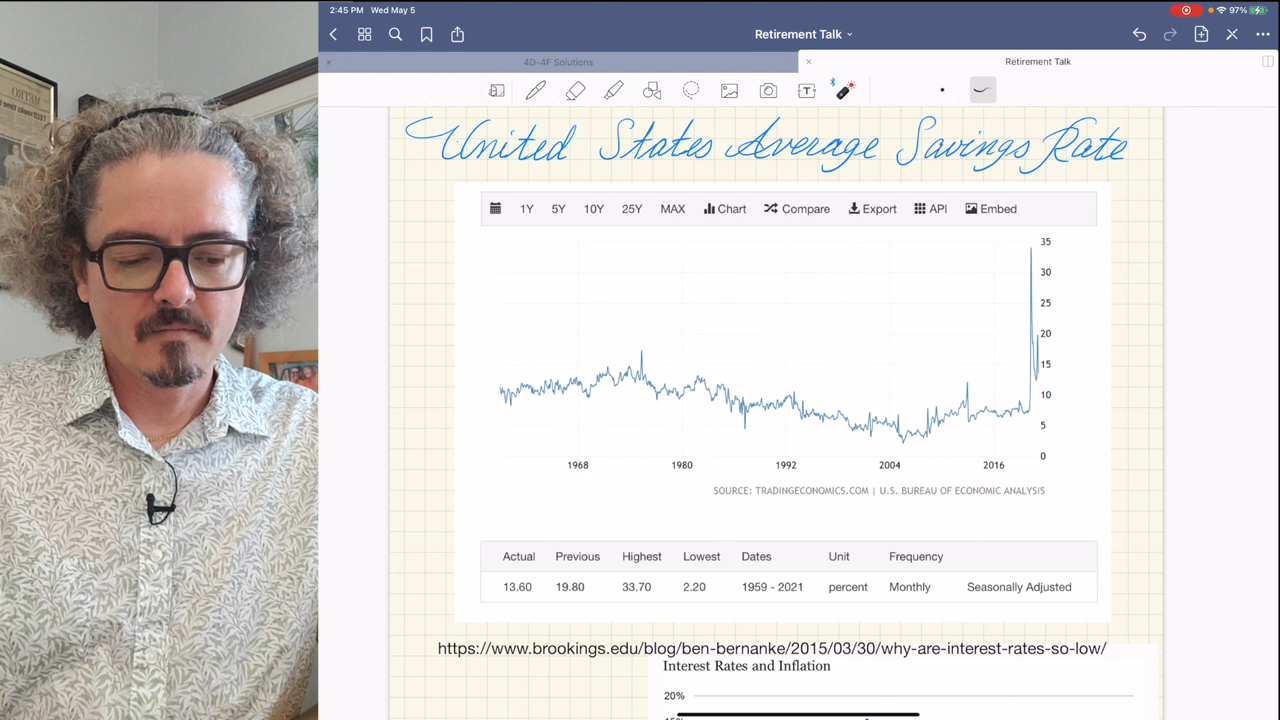 2:45 PM Wed May 5
97%
Retirement Talk
4D-4F Solutions
Retirement Talk
T
United States Average Savings Rate
1Y 5Y 10Y 25Y MAX Chart Compare Export API Embed
35
30
25
20
15
10
5
0
1968 1980 1992 2004 2016
SOURCE: TRADINGECONOMICS.COM | U.S. BUREAU OF ECONOMIC ANALYSIS
Actual Previous Highest Lowest Dates Unit Frequency
13.60 19.80 33.70 2.20 1959 - 2021 percent Monthly Seasonally Adjusted
https://www.brookings.edu/blog/ben-bernanke/2015/03/30/why-are-interest-rates-so-low/
Interest Rates and Inflation
20%